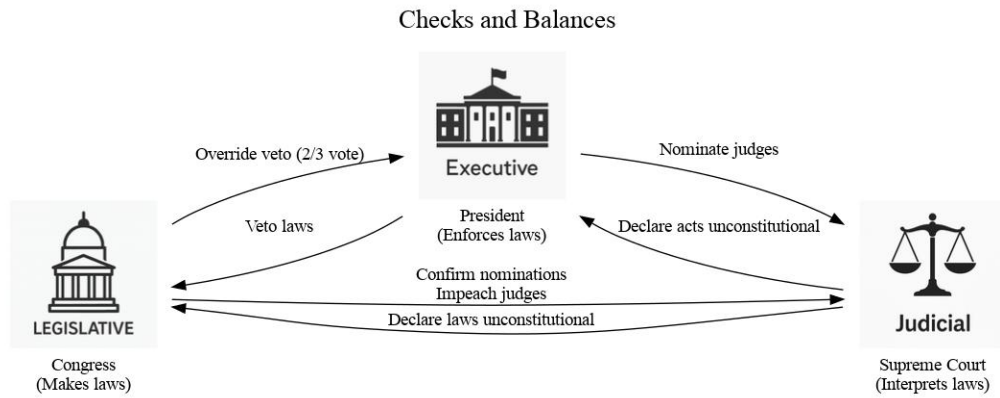 Checks and Balances
Executive
President
(Enforces laws)
Override veto (2/3 vote)
Nominate judges
Veto laws
Declare acts unconstitutional
Confirm nominations
Impeach judges
Declare laws unconstitutional
LEGISLATIVE
Congress
(Makes laws)
Judicial
Supreme Court
(Interprets laws)